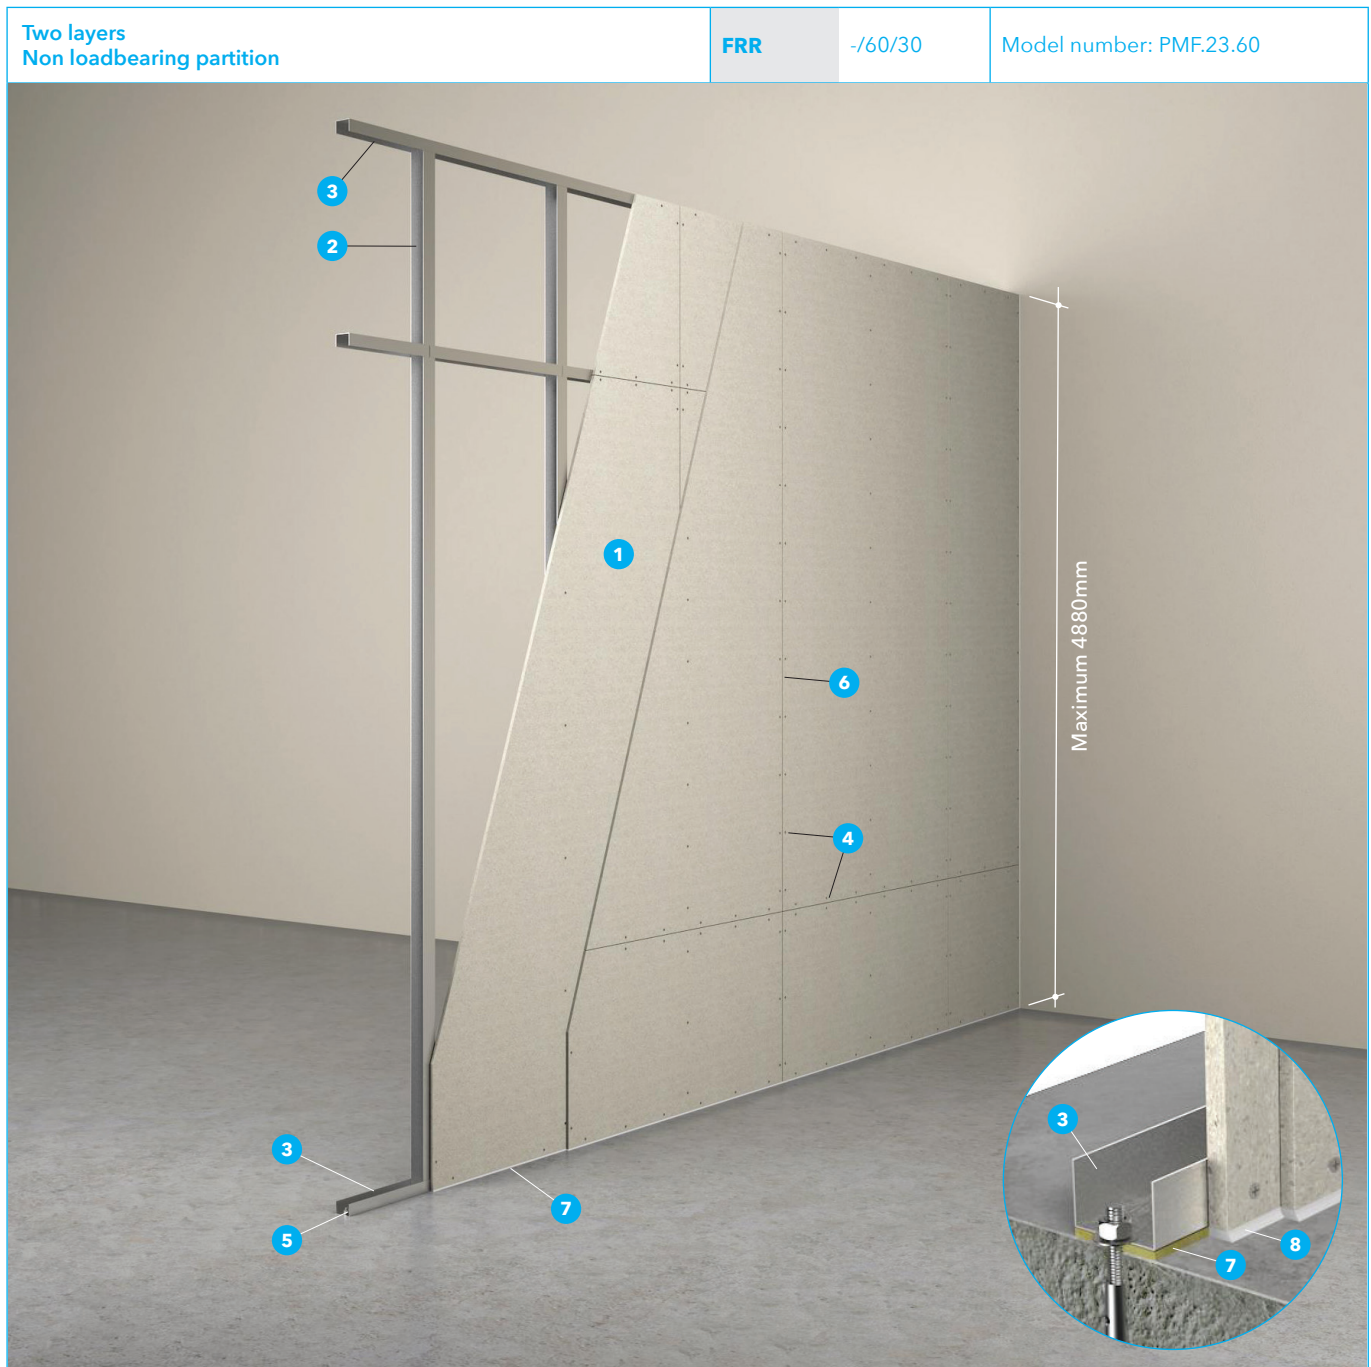 Two layers
Non loadbearing partition
FRR
-/60/30
Model number: PMF.23.60
3
2
1
Maximum 4880mm
6
4
3
7
5
3
8
7